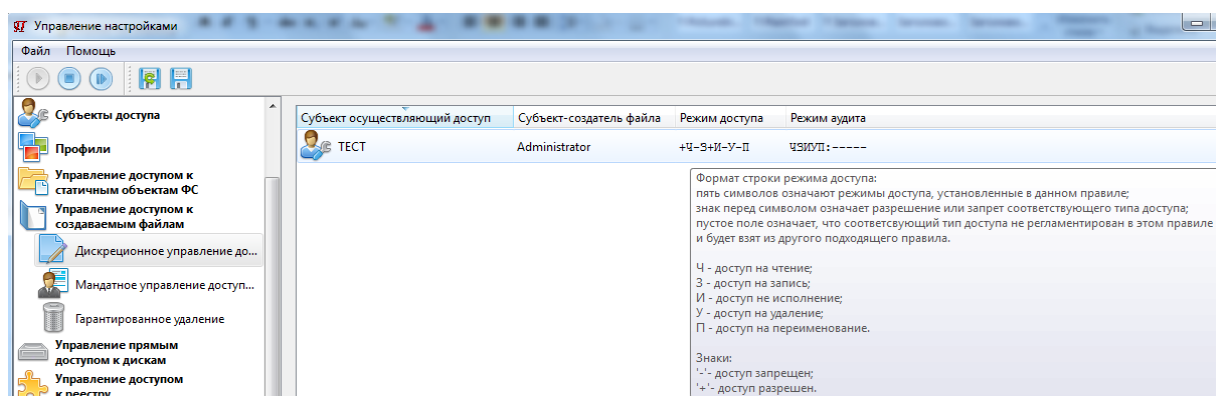 Управление настройками
Файл Помощь
Субъекты доступа
Профили
Управление доступом к
статичным объектам ФС
Управление доступом к
создаваемым файлам
Дискреционное управление до...
Мандатное управление доступ...
Гарантированное удаление
Управление прямым
доступом к дискам
Управление доступом
к реестру
Субъект осуществляющий доступ Субъект-создатель файла Режим доступа Режим аудита
ТЕСТ Administrator +Ч-З+И-У-П ЧЗИУП:-----
Формат строки режима доступа:
пять символов означают режимы доступа, установленные в данном правиле;
знак перед символом означает разрешение или запрет соответствующего типа доступа;
пустое поле означает, что соответсвующий тип доступа не регламентирован в этом правиле
и будет взят из другого подходящего правила.
Ч - доступ на чтение;
З - доступ на запись;
И - доступ не исполнение;
У - доступ на удаление;
П - доступ на переименование.
Знаки:
'-'- доступ запрещен;
'+'- доступ разрешен.